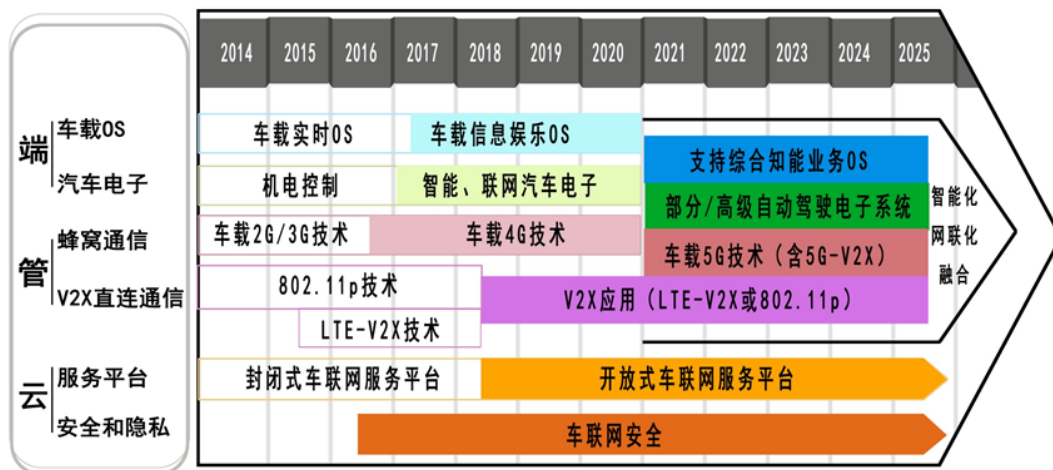 2014 2015 2016 2017 2018 2019 2020 2021 2022 2023 2024 2025
端
车载OS
汽车电子
管
蜂窝通信
V2X直连通信
云
服务平台
安全和隐私
车载实时OS
车载信息娱乐OS
机电控制
智能、联网汽车电子
车载2G/3G技术
车载4G技术
802.11p技术
LTE-V2X技术
支持综合知能业务OS
部分/高级自动驾驶电子系统
车载5G技术（含5G-V2X）
V2X应用（LTE-V2X或802.11p）
智能化
网联化
融合
封闭式车联网服务平台
开放式车联网服务平台
车联网安全